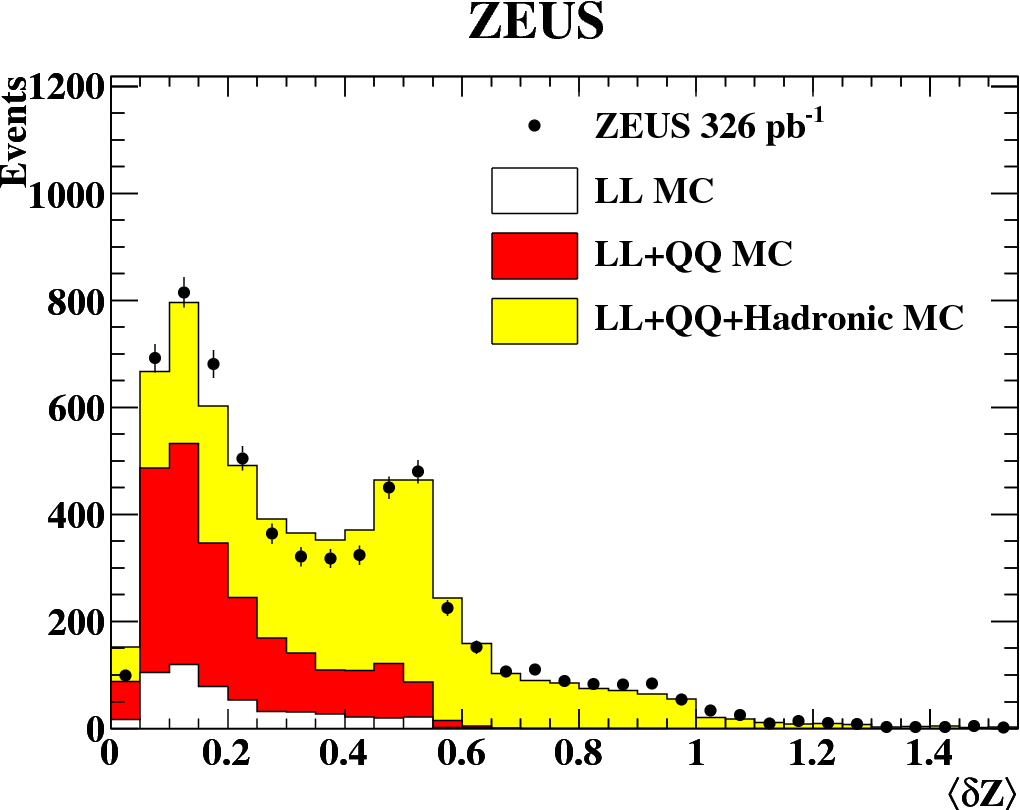 ZEUS
Events
1200
1000
800
600
400
200
0
ZEUS 326 pb⁻¹
LL MC
LL+QQ MC
LL+QQ+Hadronic MC
0 0.2 0.4 0.6 0.8 1 1.2 1.4
⟨δZ⟩